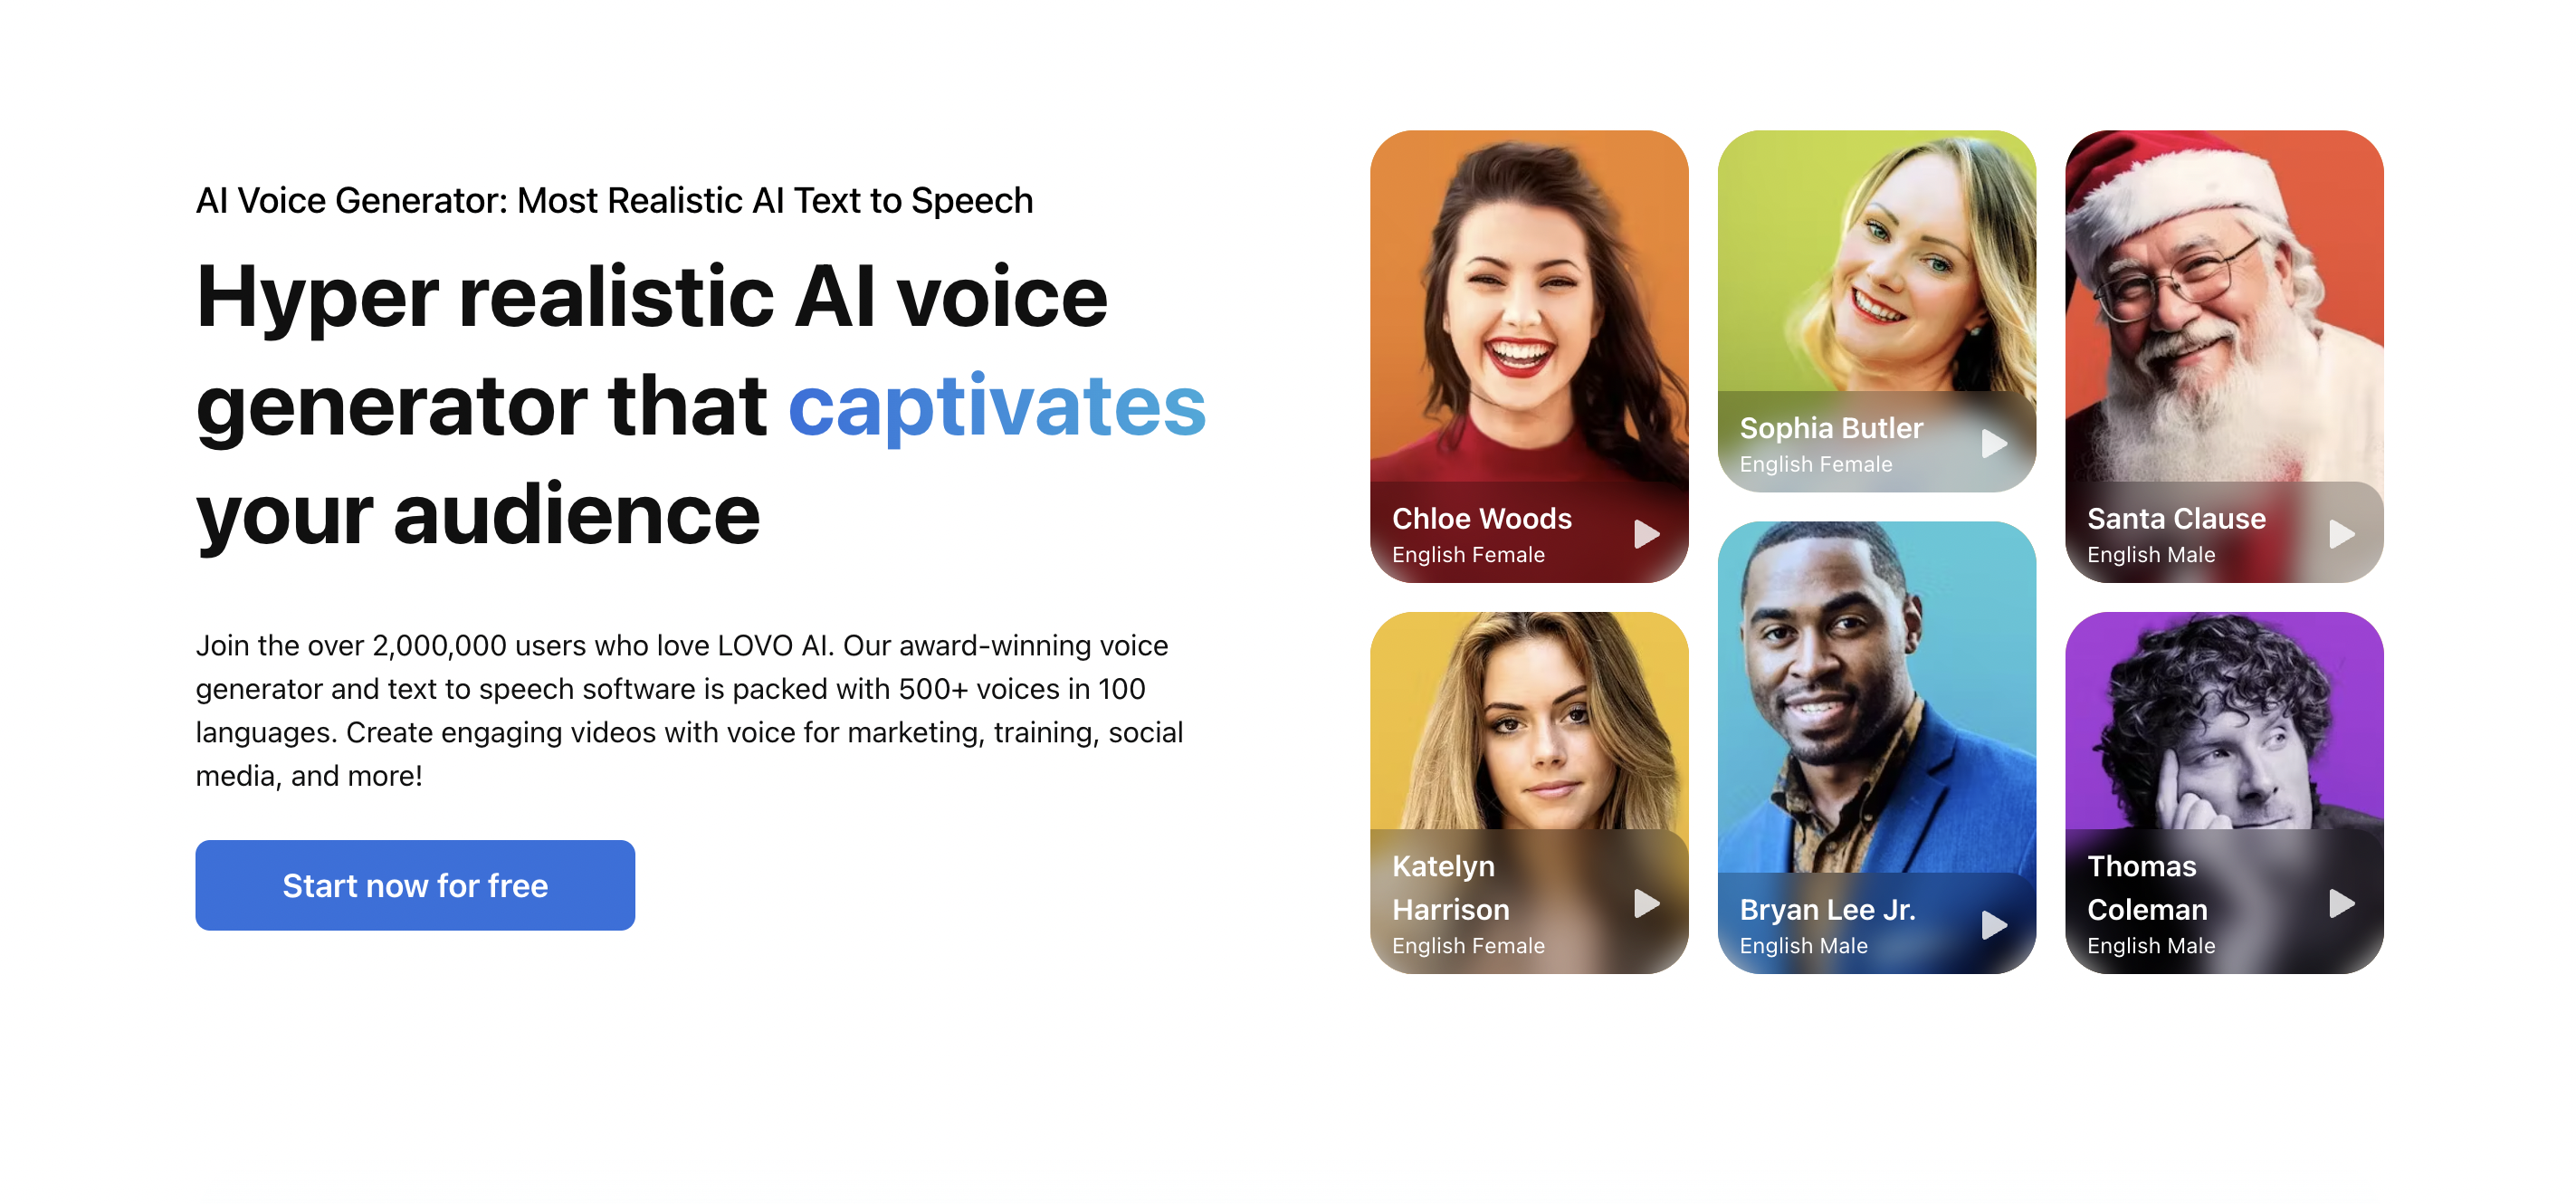 AI Voice Generator: Most Realistic AI Text to Speech
Hyper realistic AI voice
generator that captivates
your audience
Join the over 2,000,000 users who love LOVO AI. Our award-winning voice
generator and text to speech software is packed with 500+ voices in 100
languages. Create engaging videos with voice for marketing, training, social
media, and more!
Start now for free
Chloe Woods
English Female
Katelyn
Harrison
English Female
Sophia Butler
English Female
Bryan Lee Jr.
English Male
Santa Clause
English Male
Thomas
Coleman
English Male